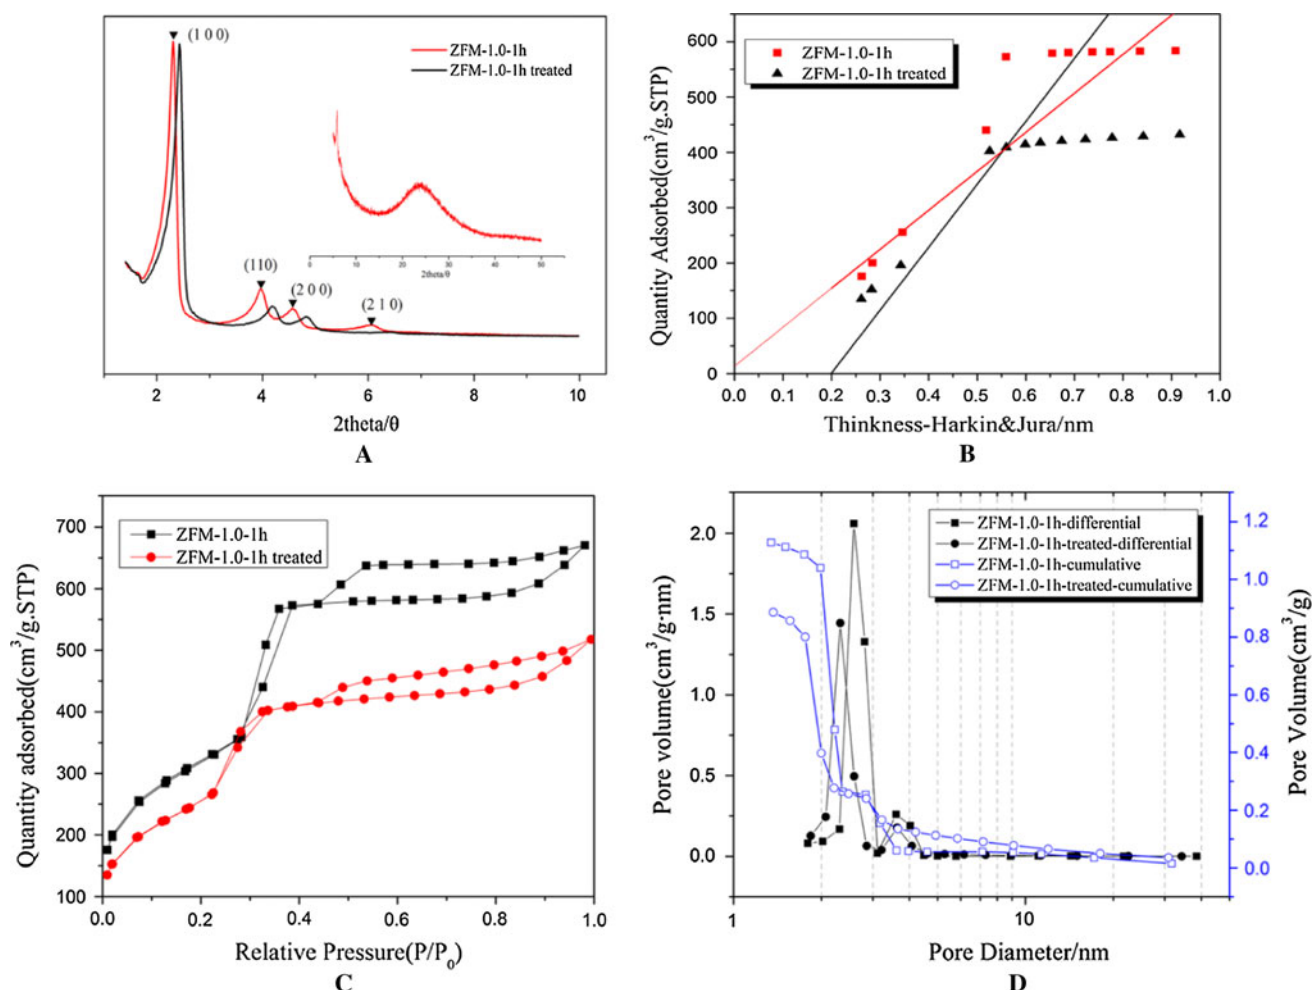 (1 0 0)
ZFM-1.0-1h
ZFM-1.0-1h treated
(110)
(2 0 0)
(2 1 0)
0 10 20 30 40 50 60
2theta/θ
2 4 6 8 10
2theta/θ
A
600
500
400
300
200
100
0
Quantity Adsorbed(cm³/g.STP)
ZFM-1.0-1h
ZFM-1.0-1h treated
0.0 0.1 0.2 0.3 0.4 0.5 0.6 0.7 0.8 0.9 1.0
Thinkness-Harkin&Jura/nm
B
700
600
500
400
300
200
100
Quantity adsorbed(cm³/g.STP)
ZFM-1.0-1h
ZFM-1.0-1h treated
0.0 0.2 0.4 0.6 0.8 1.0
Relative Pressure(P/P₀)
C
2.0
1.5
1.0
0.5
0.0
Pore volume(cm³/g·nm)
ZFM-1.0-1h-differential
ZFM-1.0-1h-treated-differential
ZFM-1.0-1h-cumulative
ZFM-1.0-1h-treated-cumulative
1.2
1.0
0.8
0.6
0.4
0.2
0.0
Pore Volume(cm³/g)
1 10
Pore Diameter/nm
D